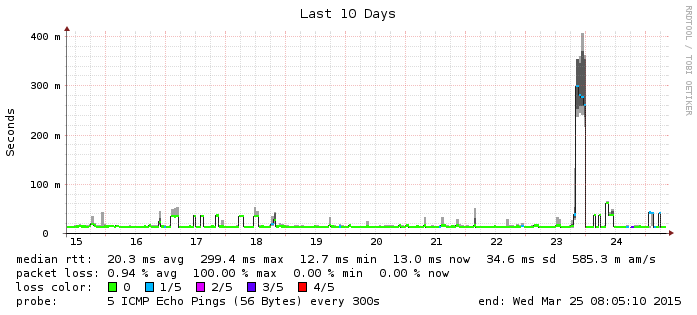 Last 10 Days
RRDTOOL / TOBI OETIKER
Seconds
400 m
300 m
200 m
100 m
0
15 16 17 18 19 20 21 22 23 24
median rtt: 20.3 ms avg 299.4 ms max 12.7 ms min 13.0 ms now 34.6 ms sd 585.3 m am/s
packet loss: 0.94 % avg 100.00 % max 0.00 % min 0.00 % now
loss color: 0 1/5 2/5 3/5 4/5
probe: 5 ICMP Echo Pings (56 Bytes) every 300s end: Wed Mar 25 08:05:10 2015